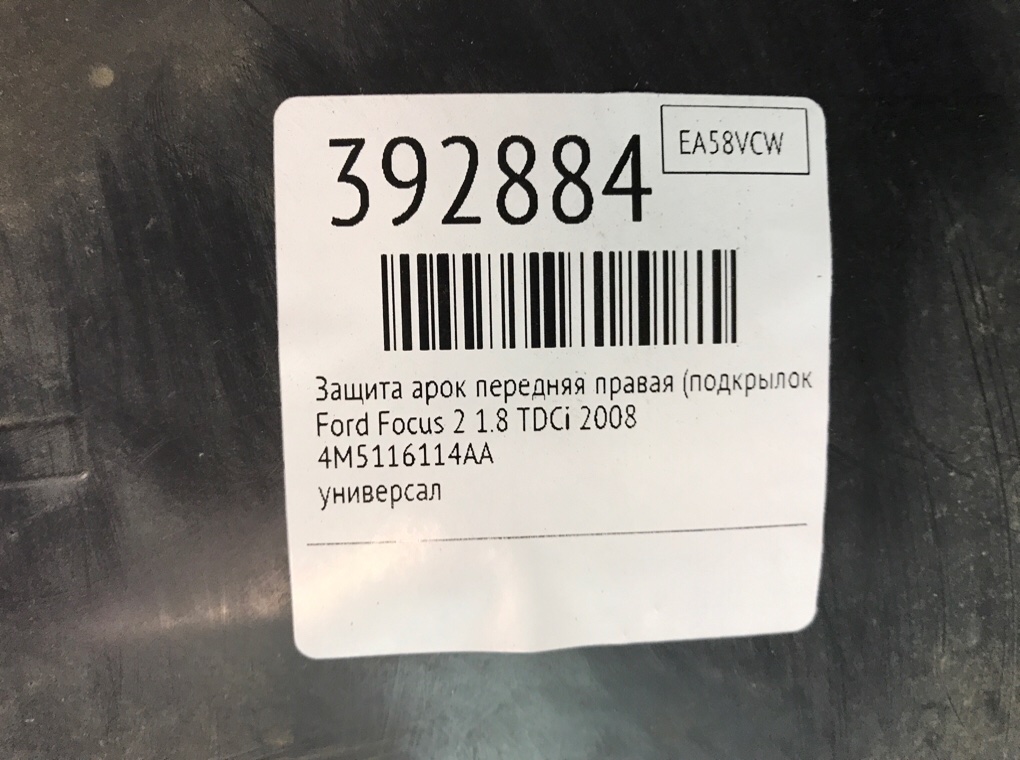 392884
EA58VCW
Защита арок передняя правая (подкрылок
Ford Focus 2 1.8 TDCi 2008
4M5116114AA
универсал